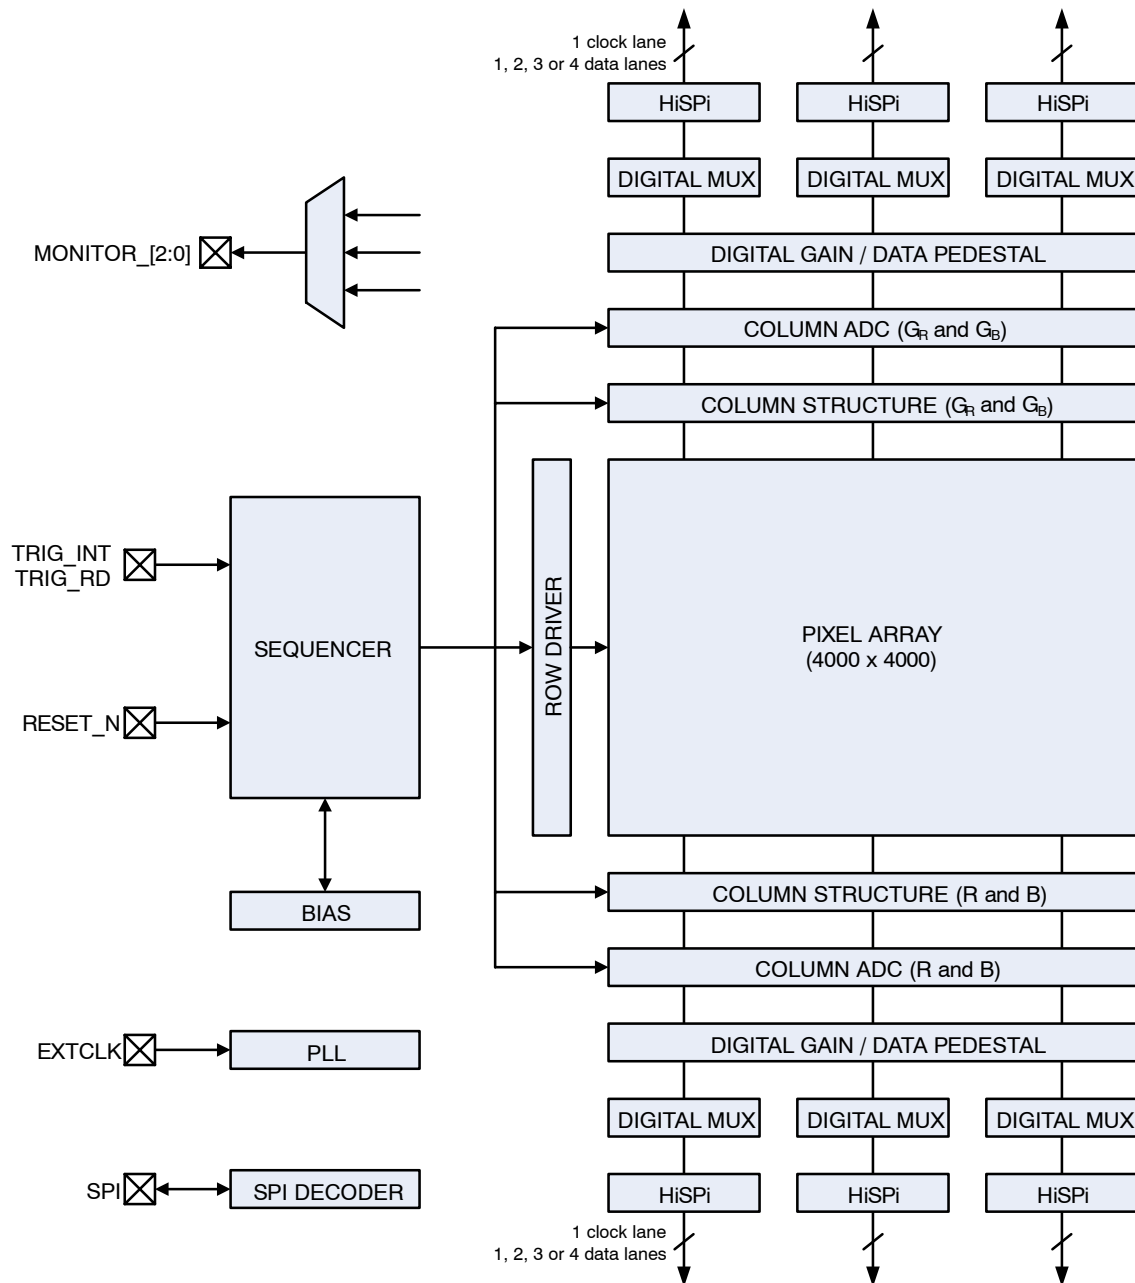 1 clock lane
1, 2, 3 or 4 data lanes
HiSPi HiSPi HiSPi
DIGITAL MUX DIGITAL MUX DIGITAL MUX
MONITOR_[2:0]
DIGITAL GAIN / DATA PEDESTAL
COLUMN ADC (GR and GB)
COLUMN STRUCTURE (GR and GB)
TRIG_INT
TRIG_RD
SEQUENCER
ROW DRIVER
PIXEL ARRAY
(4000 x 4000)
RESET_N
BIAS
COLUMN STRUCTURE (R and B)
COLUMN ADC (R and B)
EXTCLK
PLL
DIGITAL GAIN / DATA PEDESTAL
DIGITAL MUX DIGITAL MUX DIGITAL MUX
SPI
SPI DECODER
HiSPi HiSPi HiSPi
1 clock lane
1, 2, 3 or 4 data lanes